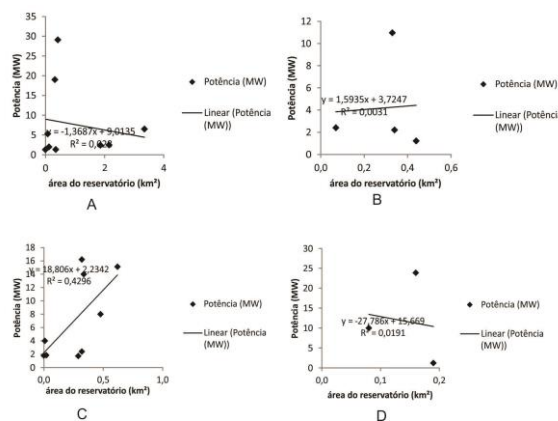 Potência (MW)
35
30
25
20
15
10
5
0
y = -1,3687x + 9,0135
0
2
4
área do reservatório (km²)
Potência (MW)
Linear (Potência
(MW))
A
Potência (MW)
12
10
8
6
4
2
0
y = 1,5935x + 3,7247
R² = 0,0031
0,0
0,2
0,4
0,6
área do reservatório (km²)
Potência (MW)
Linear (Potência
(MW))
B
Potência (MW)
18
16
14
12
10
8
6
4
2
0
y = 18,806x + 2,2342
R² = 0,4296
0,0
0,5
1,0
área do reservatório (km²)
Potência (MW)
Linear (Potência
(MW))
C
Potência (MW)
30
25
20
15
10
5
0
y = -27,786x + 15,669
R² = 0,0191
0,0
0,1
0,2
área do reservatório (km²)
Potência (MW)
Linear (Potência
(MW))
D